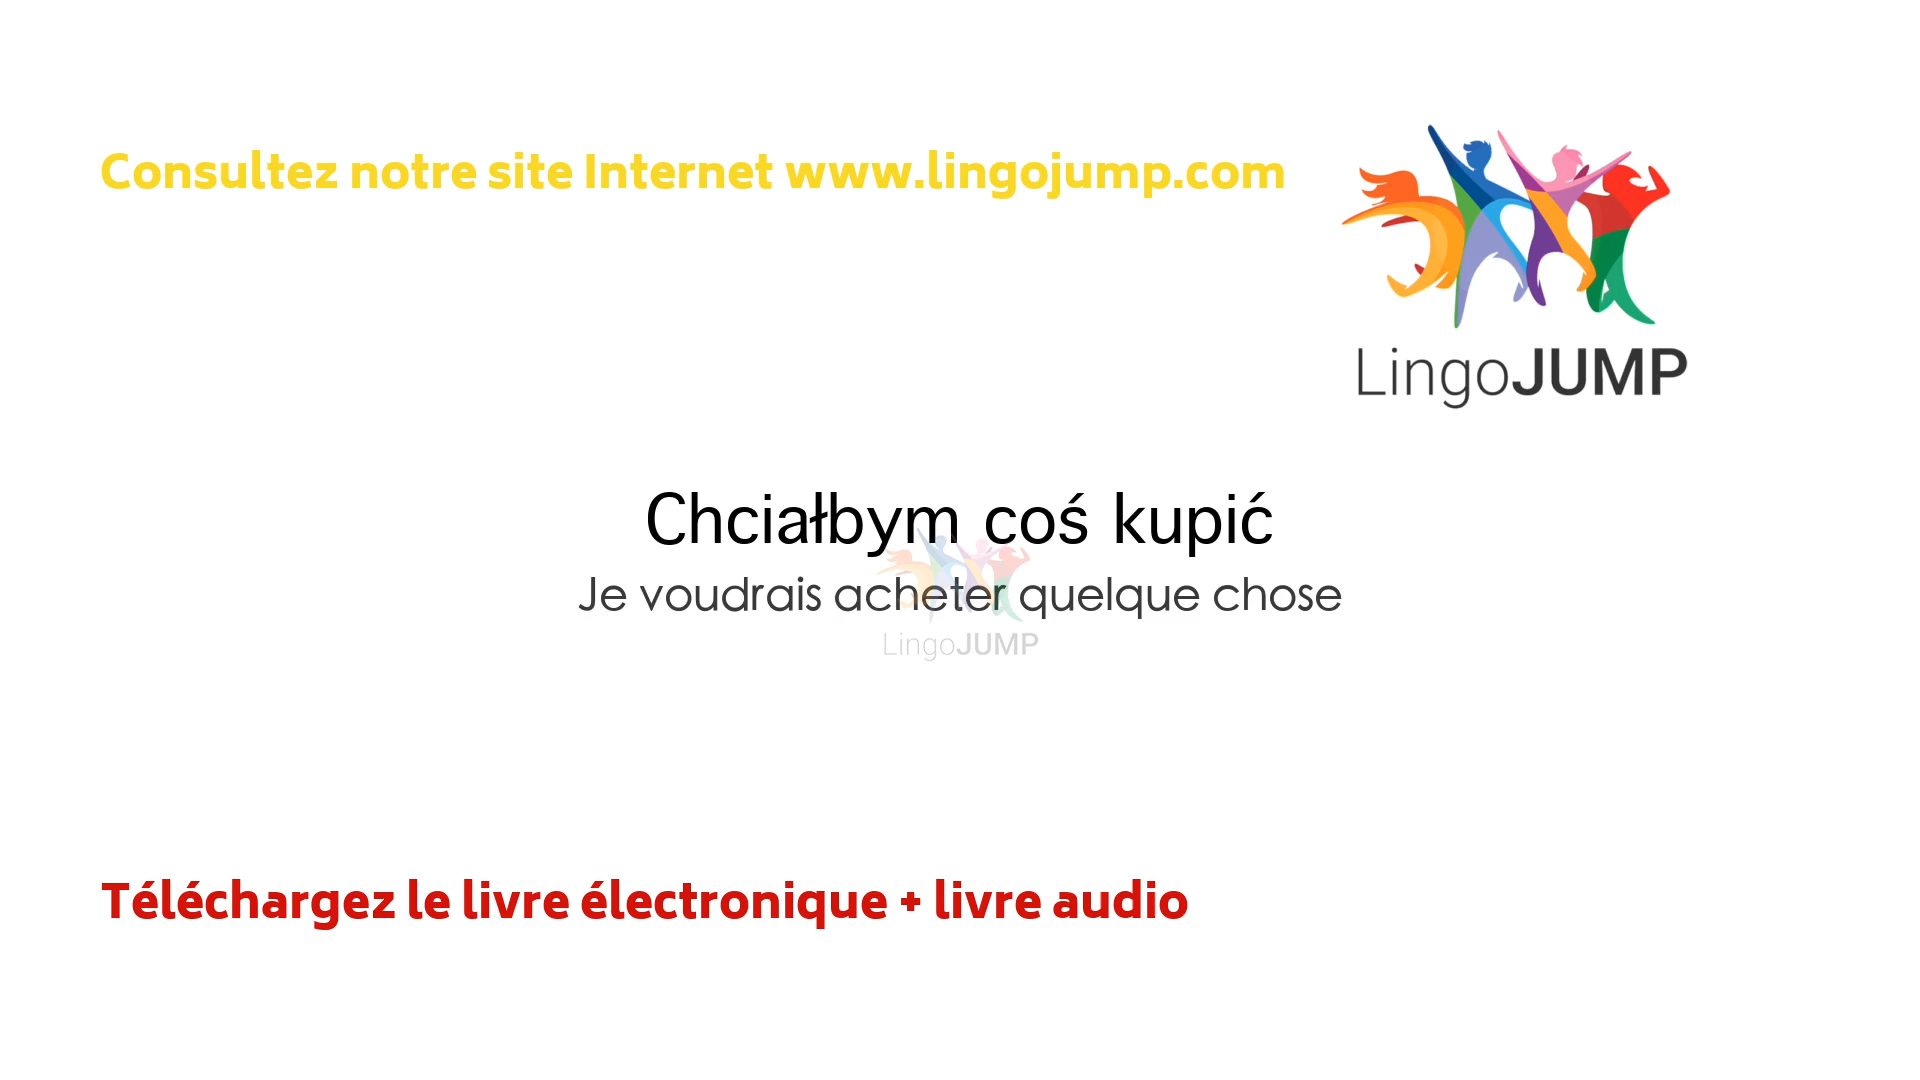 Consultez notre site Internet www.lingojump.com
LingoJUMP
Chciałbym coś kupić
Je voudrais acheter quelque chose
LingoJUMP
Téléchargez le livre électronique + livre audio